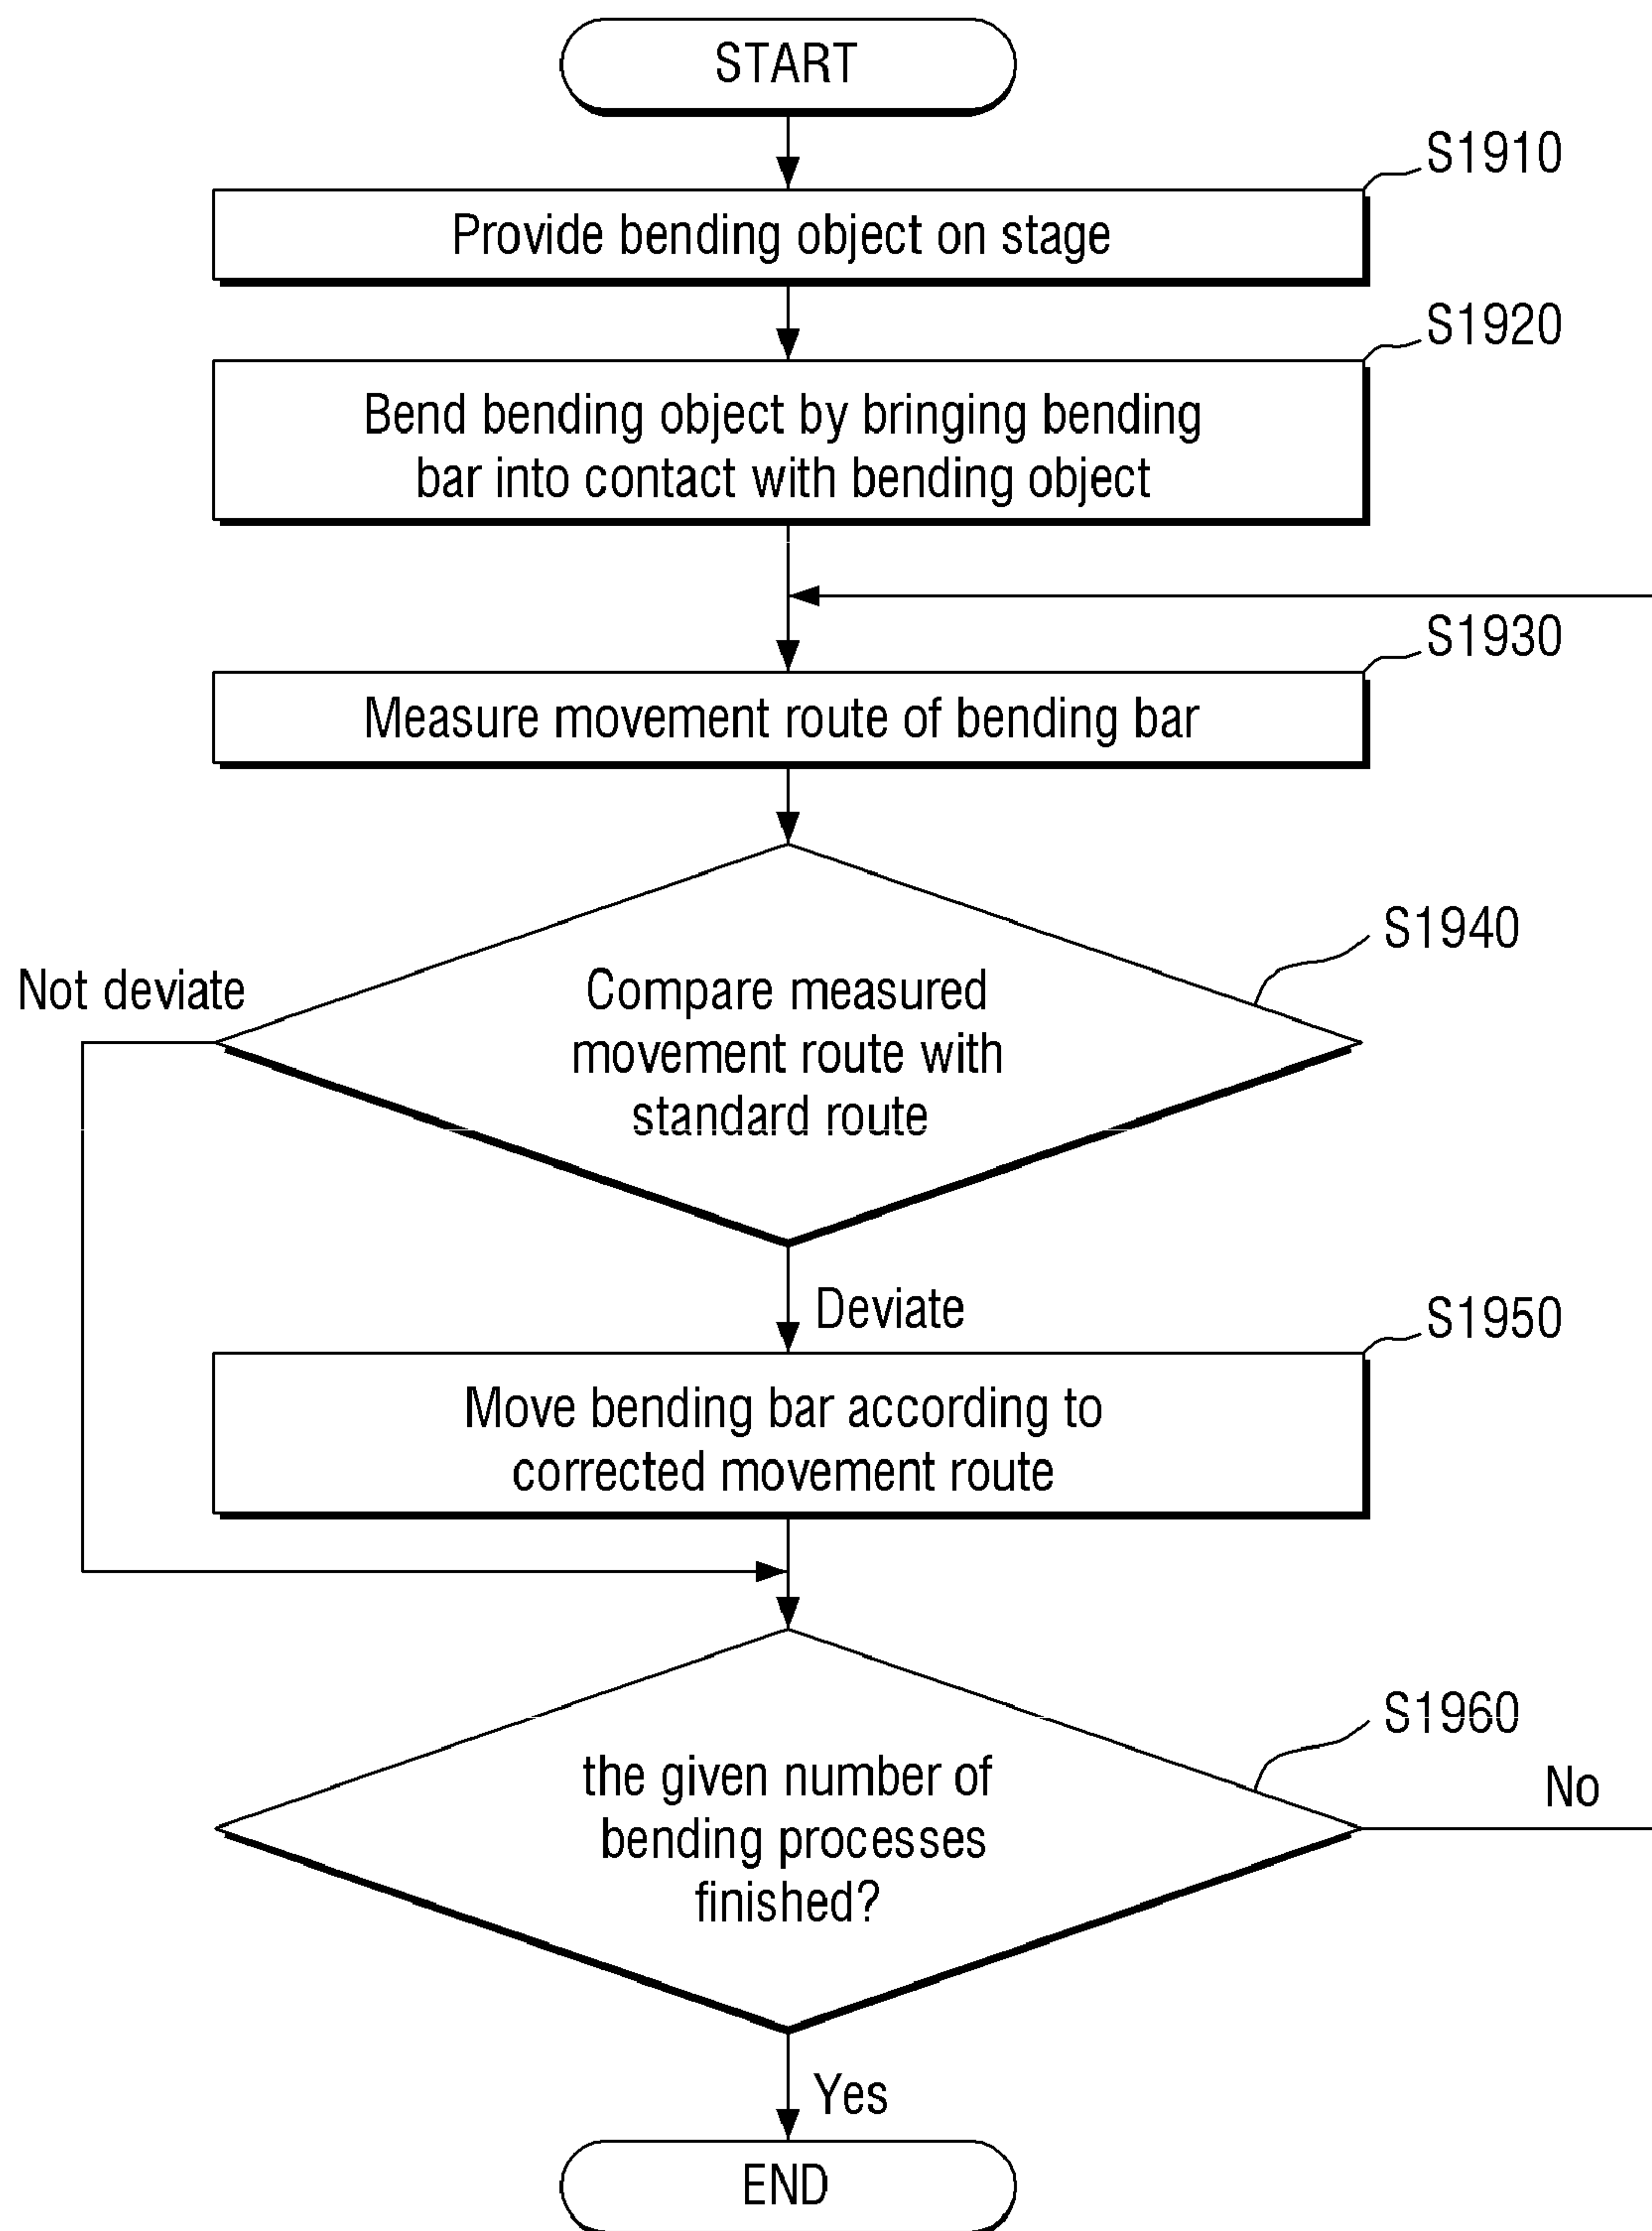 START
S1910
Provide bending object on stage
S1920
Bend bending object by bringing bending
bar into contact with bending object
S1930
Measure movement route of bending bar
S1940
Not deviate
Compare measured
movement route with
standard route
Deviate
S1950
Move bending bar according to
corrected movement route
S1960
the given number of
bending processes
finished?
No
Yes
END